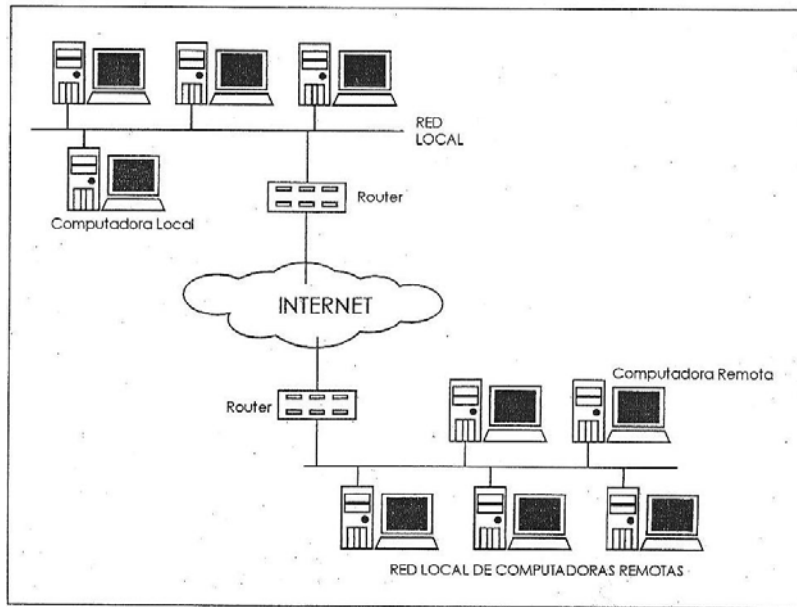 RED
LOCAL
Router
Computadora Local
INTERNET
Computadora Remota
Router
RED LOCAL DE COMPUTADORAS REMOTAS